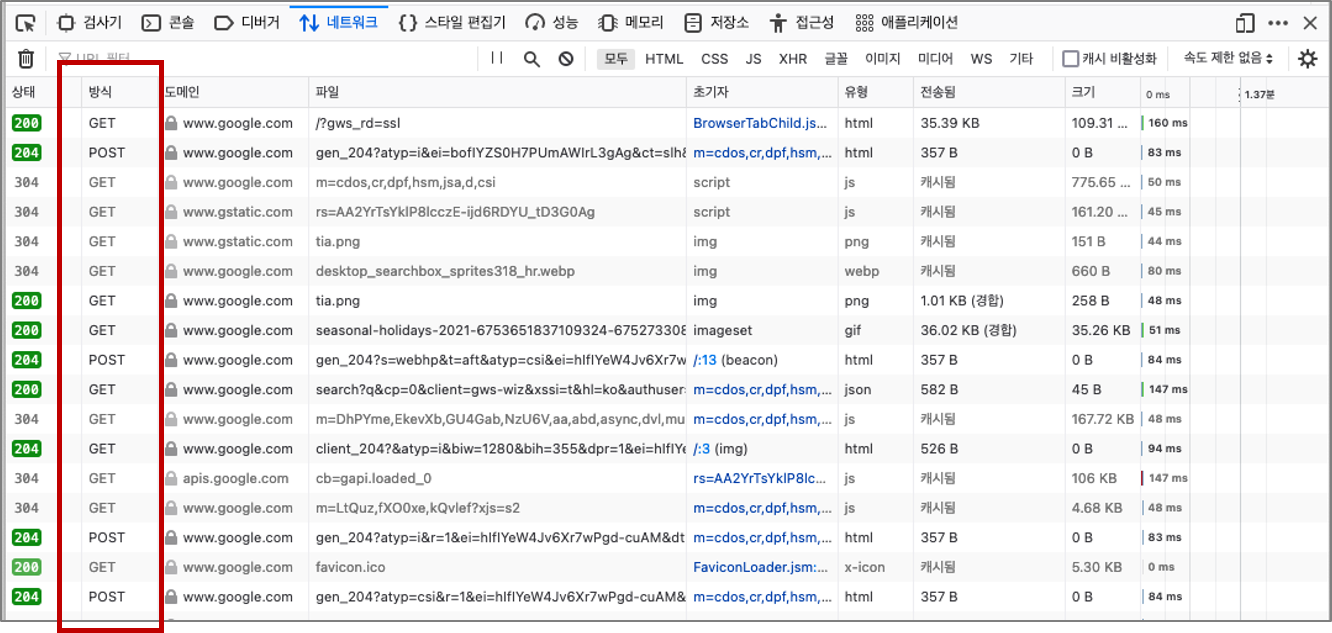 검사기 콘솔 디버거 네트워크 스타일 편집기 성능 메모리 저장소 접근성 애플리케이션
URL 필터 모두 HTML CSS JS XHR 글꼴 이미지 미디어 WS 기타 캐시 비활성화 속도 제한 없음
상태 방식 도메인 파일 초기자 유형 전송됨 크기 0 ms 1.37분
200 GET www.google.com /?gws_rd=ssl BrowserTabChild.js... html 35.39 KB 109.31 ... 160 ms
204 POST www.google.com gen_204?atyp=i&ei=bofIYZS0H7PUmAWIrL3gAg&ct=slh& m=cdos,cr,dpf,hsm,... html 357 B 0 B 83 ms
304 GET www.google.com m=cdos,cr,dpf,hsm,jsa,d,csi script js 캐시됨 775.65 ... 50 ms
304 GET www.gstatic.com rs=AA2YrTsYklP8lcczE-ijd6RDYU_tD3G0Ag script js 캐시됨 161.20 ... 45 ms
304 GET www.gstatic.com tia.png img png 캐시됨 151 B 44 ms
304 GET www.google.com desktop_searchbox_sprites318_hr.webp img webp 캐시됨 660 B 80 ms
200 GET www.google.com tia.png img png 1.01 KB (경합) 258 B 48 ms
200 GET www.google.com seasonal-holidays-2021-6753651837109324-675273308 imageset gif 36.02 KB (경합) 35.26 KB 51 ms
204 POST www.google.com gen_204?s=webhp&t=aft&atyp=csi&ei=hIfIYeW4Jv6Xr7w /:13 (beacon) html 357 B 0 B 84 ms
200 GET www.google.com search?q&cp=0&client=gws-wiz&xssi=t&hl=ko&authuser= m=cdos,cr,dpf,hsm,... json 582 B 45 B 147 ms
304 GET www.google.com m=DhPYme,EkevXb,GU4Gab,NzU6V,aa,abd,async,dvl,mu m=cdos,cr,dpf,hsm,... js 캐시됨 167.72 KB 48 ms
204 GET www.google.com client_204?&atyp=i&biw=1280&bih=355&dpr=1&ei=hIfIYe /:3 (img) html 526 B 0 B 94 ms
304 GET apis.google.com cb=gapi.loaded_0 rs=AA2YrTsYklP8lc... js 캐시됨 106 KB 147 ms
304 GET www.google.com m=LtQuz,fXO0xe,kQvlef?xjs=s2 m=cdos,cr,dpf,hsm,... js 캐시됨 4.68 KB 48 ms
204 POST www.google.com gen_204?atyp=i&r=1&ei=hIfIYeW4Jv6Xr7wPgd-cuAM&dt m=cdos,cr,dpf,hsm,... html 357 B 0 B 83 ms
200 GET www.google.com favicon.ico FaviconLoader.jsm:... x-icon 캐시됨 5.30 KB 0 ms
204 POST www.google.com gen_204?atyp=csi&r=1&ei=hIfIYeW4Jv6Xr7wPgd-cuAM& m=cdos,cr,dpf,hsm,... html 357 B 0 B 84 ms